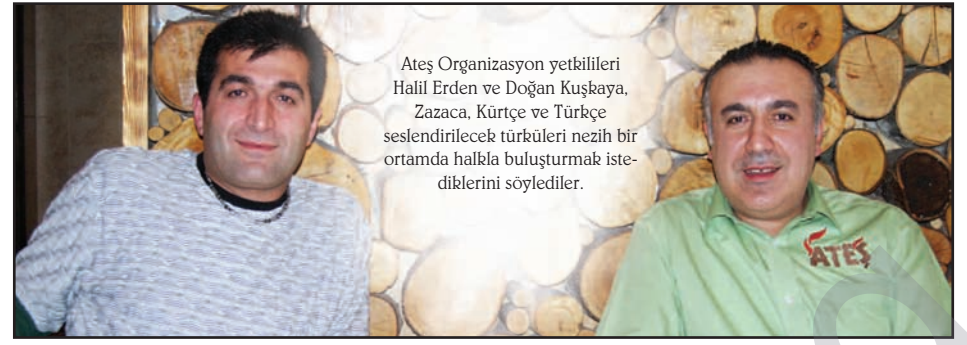 Ateş Organizasyon yetkilileri
Halil Erden ve Doğan Kuşkaya,
Zazaca, Kürtçe ve Türkçe
seslendirilecek türküleri nezih bir
ortamda halkla buluşturmak iste-
diklerini söylediler.
ATEŞ